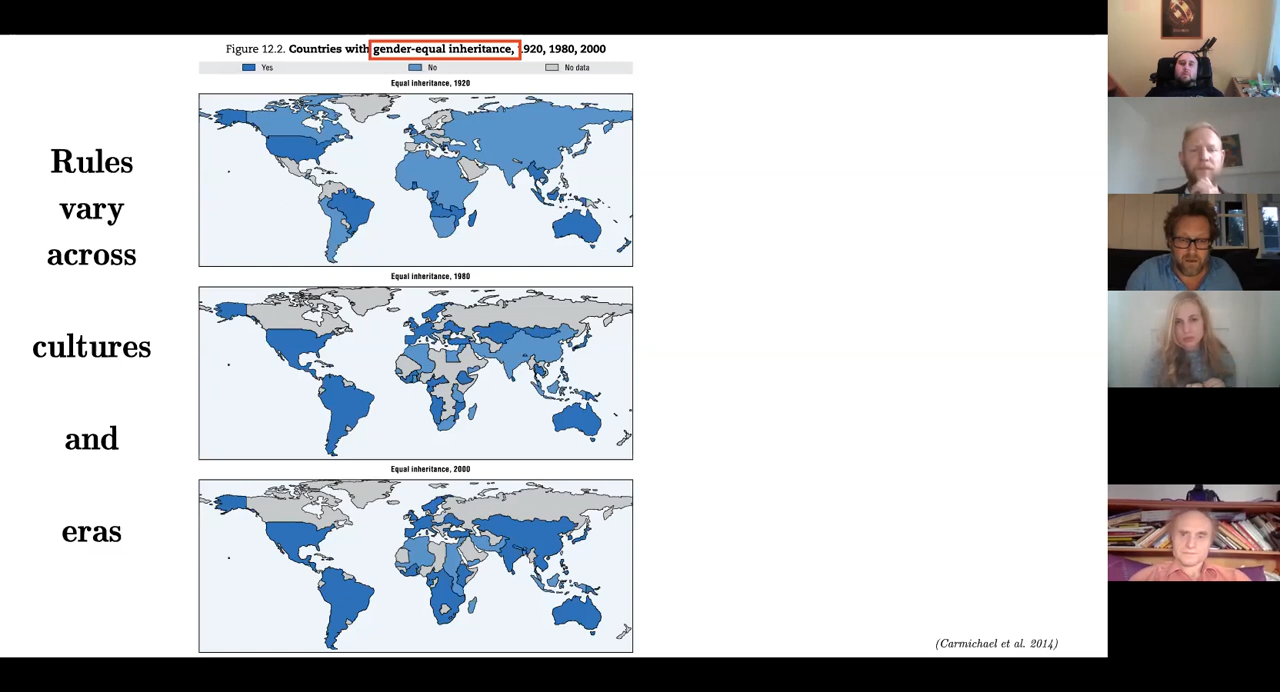 Figure 12.2. Countries with gender-equal inheritance, 1920, 1980, 2000
Yes No No data
Equal inheritance, 1920
Rules
vary
across
cultures
and
eras
Equal inheritance, 1980
Equal inheritance, 2000
(Carmichael et al. 2014)